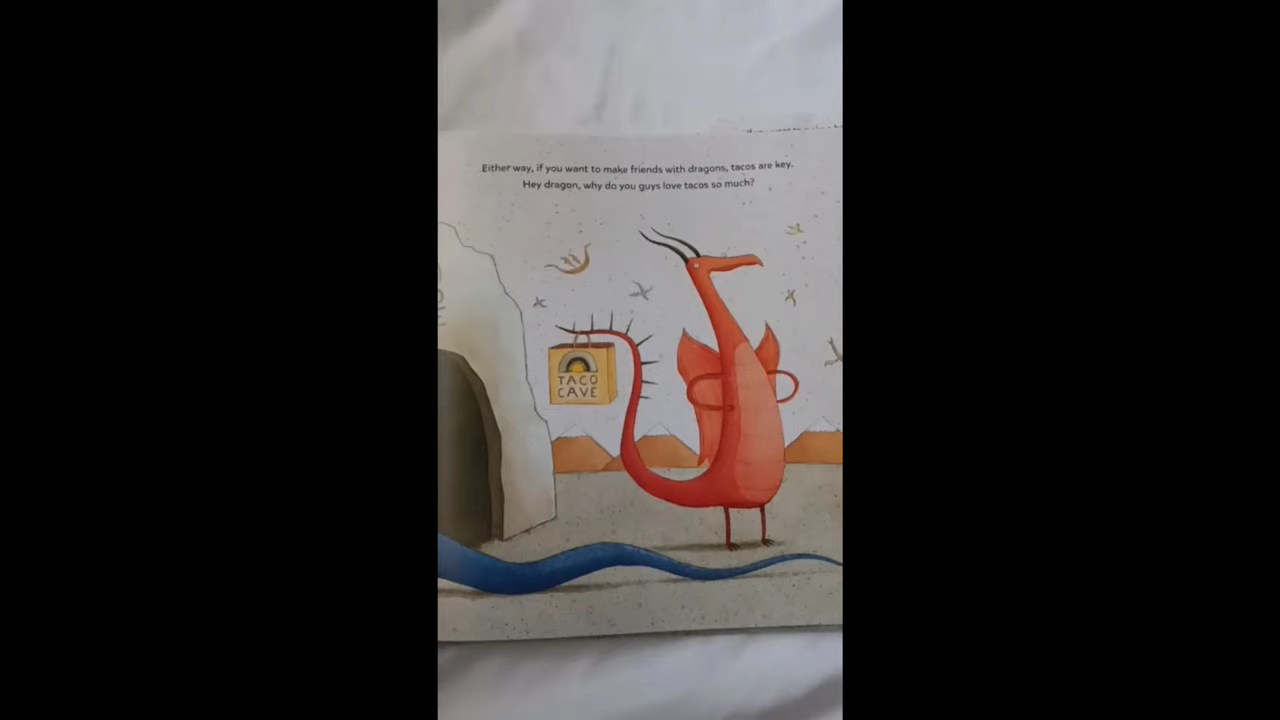 Either way, if you want to make friends with dragons, tacos are key.
Hey dragon, why do you guys love tacos so much?
TACO
CAVE